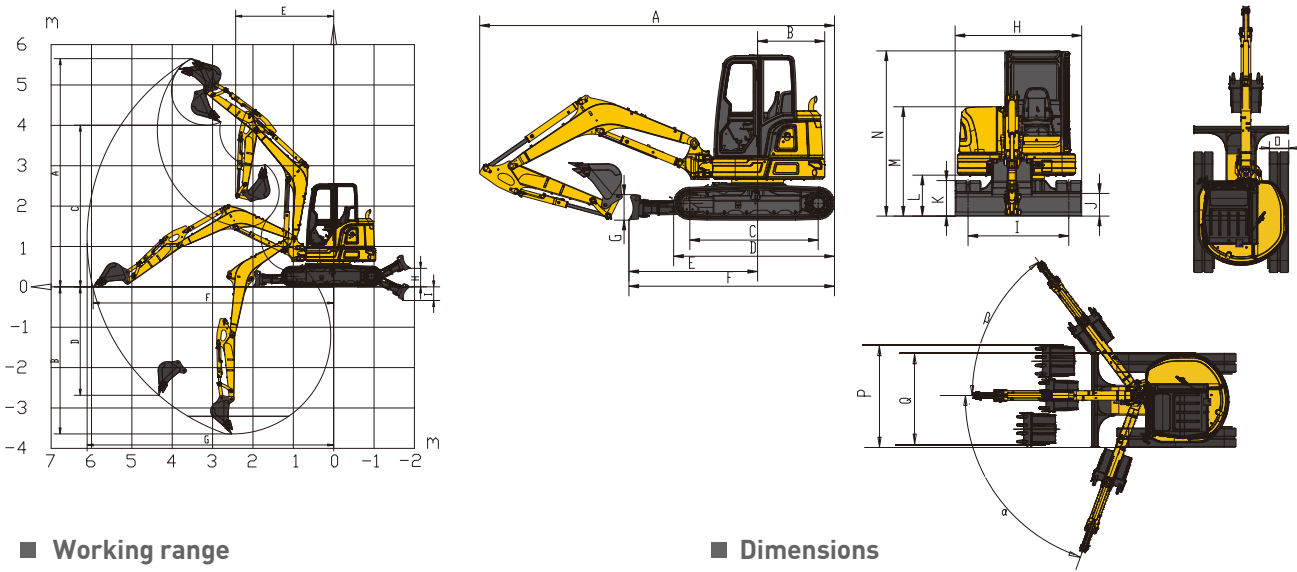 m
6
5
4
3
2
1
0
-1
-2
-3
-4
7 6 5 4 3 2 1 0 -1 -2
m
A
B
C
D
E
F
G
H
I
A
B
C
D
E
F
G
H
I
J
K
L
M
N
O
P
Q
β
α
Working range
Dimensions